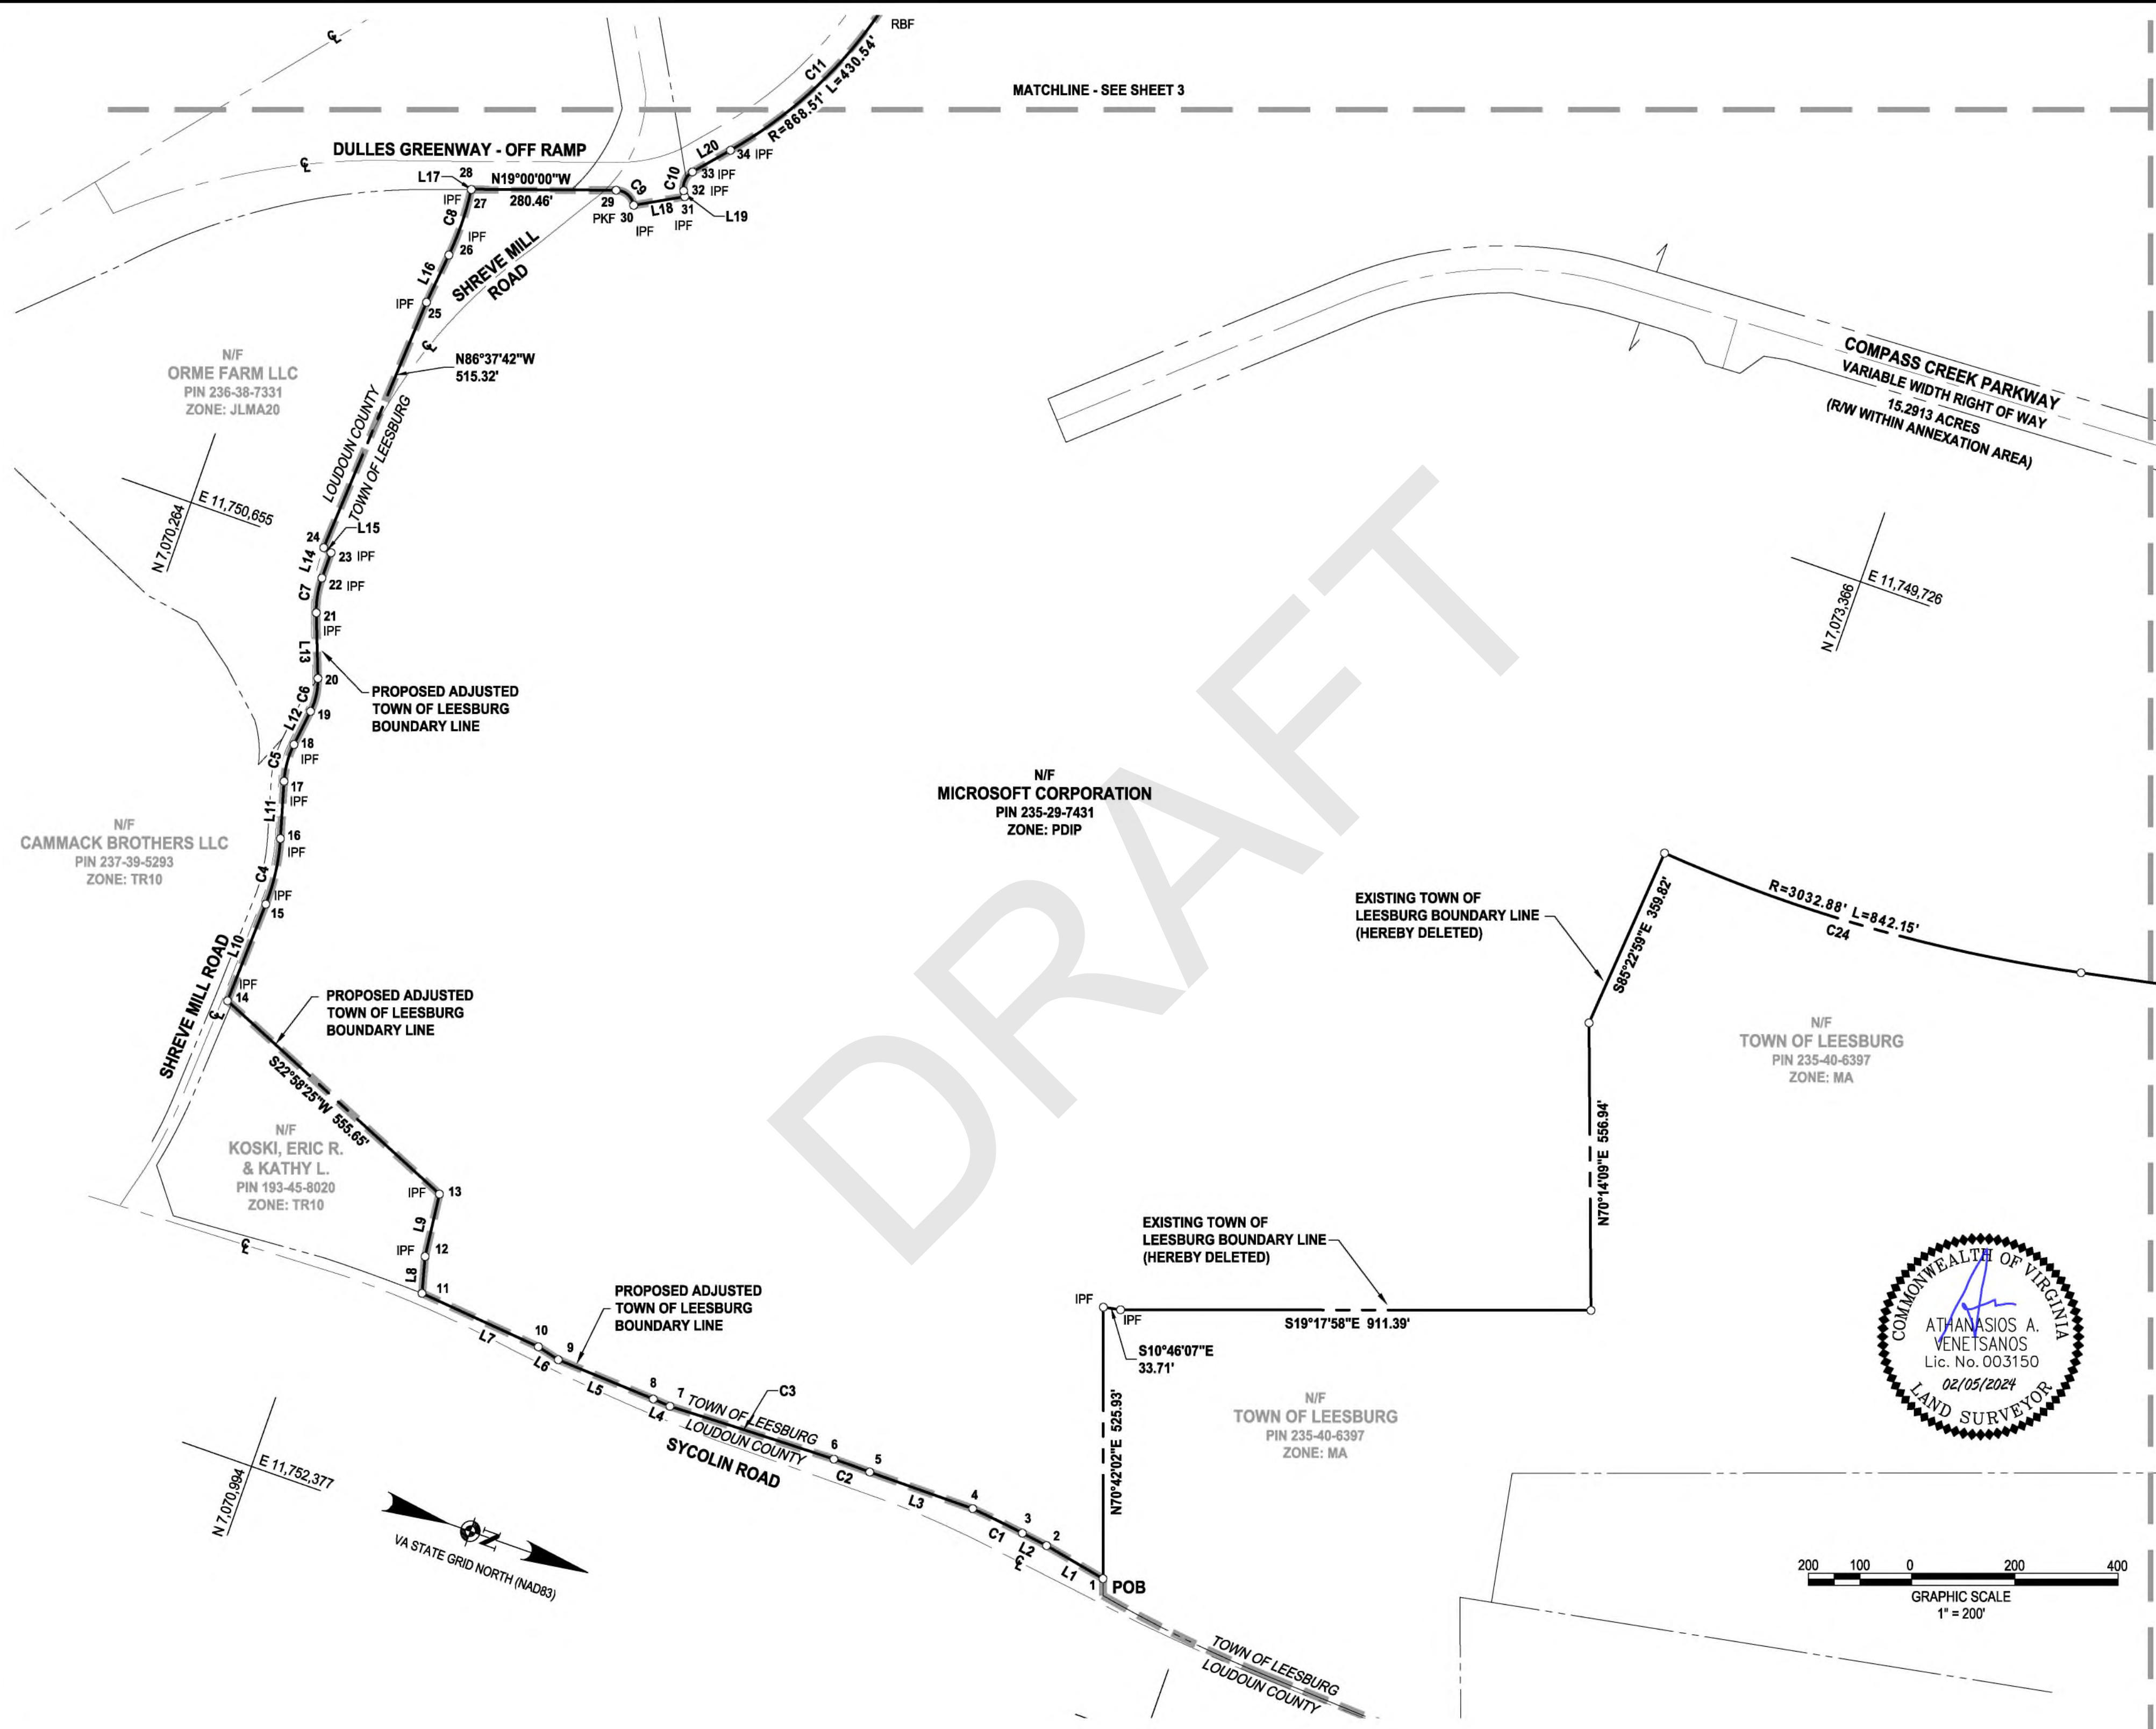 RBF
C11
R=868.51' L=430.54'
MATCHLINE - SEE SHEET 3
DULLES GREENWAY - OFF RAMP
L20
34 IPF
33 IPF
C10
32 IPF
28
L17
N19°00'00"W
280.46'
IPF
27
29
C9
PKF 30
IPF
L18
31
IPF
L19
C8
IPF
26
L16
SHREVE MILL
ROAD
IPF
25
N86°37'42"W
515.32'
COMPASS CREEK PARKWAY
VARIABLE WIDTH RIGHT OF WAY
15.2913 ACRES
(R/W WITHIN ANNEXATION AREA)
N/F
ORME FARM LLC
PIN 236-38-7331
ZONE: JLMA20
LOUDOUN COUNTY
TOWN OF LEESBURG
E 11,750,655
N 7,070,264
24
L15
L14
23 IPF
22 IPF
C7
21
IPF
E 11,749,726
N 7,073,366
L13
20
PROPOSED ADJUSTED
TOWN OF LEESBURG
BOUNDARY LINE
C6
19
L12
18
IPF
C5
17
IPF
L11
16
IPF
N/F
MICROSOFT CORPORATION
PIN 235-29-7431
ZONE: PDIP
N/F
CAMMACK BROTHERS LLC
PIN 237-39-5293
ZONE: TR10
C4
IPF
15
L10
SHREVE MILL ROAD
IPF
14
PROPOSED ADJUSTED
TOWN OF LEESBURG
BOUNDARY LINE
EXISTING TOWN OF
LEESBURG BOUNDARY LINE
(HEREBY DELETED)
S85°22'59"E 359.82'
R=3032.88' L=842.15'
C24
N/F
TOWN OF LEESBURG
PIN 235-40-6397
ZONE: MA
S22°58'25"W 555.65'
N70°14'09"E 556.94'
N/F
KOSKI, ERIC R.
& KATHY L.
PIN 193-45-8020
ZONE: TR10
IPF
13
L9
IPF
12
L8
11
EXISTING TOWN OF
LEESBURG BOUNDARY LINE
(HEREBY DELETED)
IPF
IPF
S19°17'58"E 911.39'
S10°46'07"E
33.71'
N70°42'02"E 525.93'
PROPOSED ADJUSTED
TOWN OF LEESBURG
BOUNDARY LINE
L7
10
9
L6
L5
8
7
L4
C3
TOWN OF LEESBURG
LOUDOUN COUNTY
SYCOLIN ROAD
6
5
C2
L3
4
C1
3
L2
2
L1
1
POB
N/F
TOWN OF LEESBURG
PIN 235-40-6397
ZONE: MA
COMMONWEALTH OF VIRGINIA
ATHANASIOS A.
VENETSANOS
Lic. No. 003150
02/05/2024
LAND SURVEYOR
E 11,752,377
N 7,070,994
N
VA STATE GRID NORTH (NAD83)
200 100 0 200 400
GRAPHIC SCALE
1" = 200'
TOWN OF LEESBURG
LOUDOUN COUNTY
DRAFT